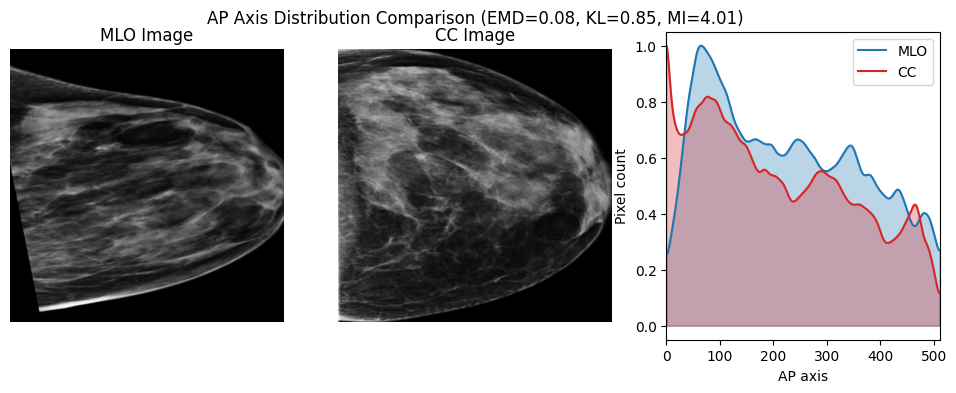 AP Axis Distribution Comparison (EMD=0.08, KL=0.85, MI=4.01)
MLO Image
CC Image
MLO
CC
1.0
0.8
0.6
0.4
0.2
0.0
Pixel count
0 100 200 300 400 500
AP axis